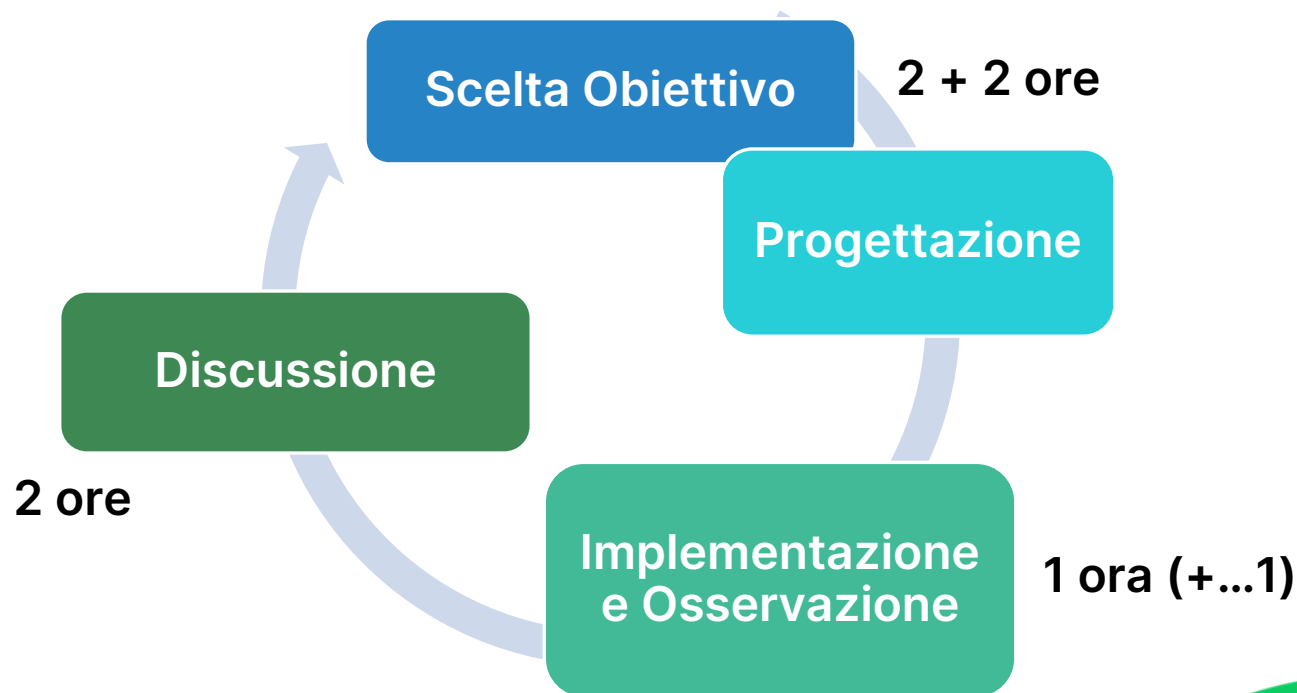 Scelta Obiettivo
2 + 2 ore
Progettazione
Discussione
2 ore
Implementazione
e Osservazione
1 ora (+...1)